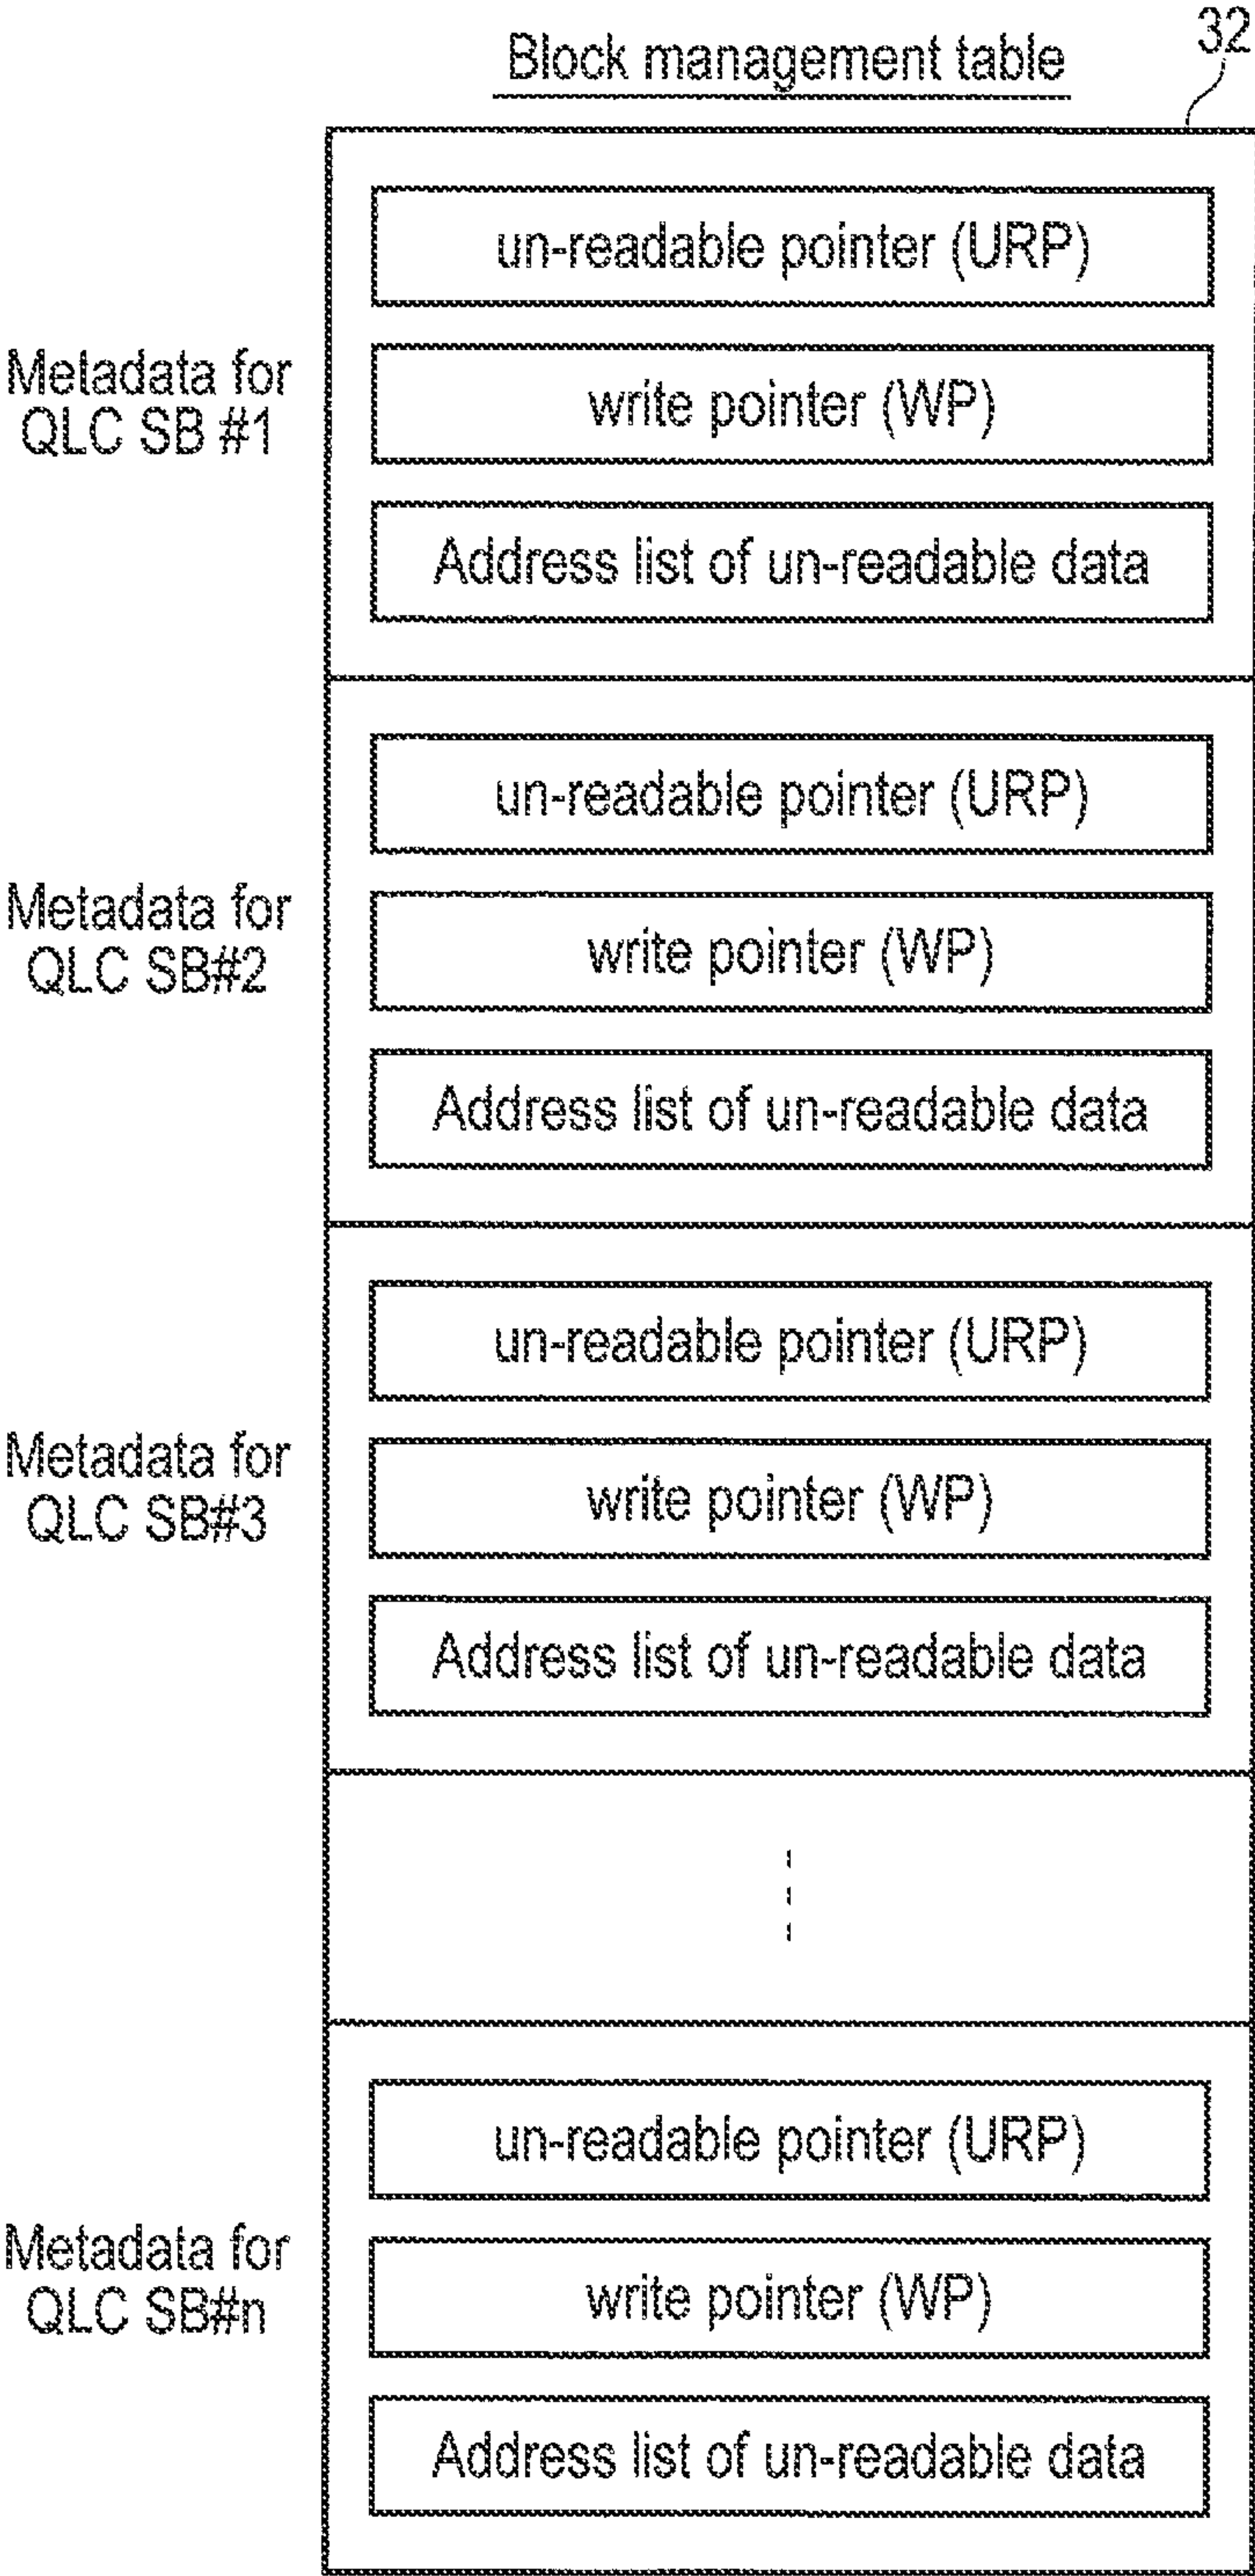 32
Block management table
un-readable pointer (URP)
Metadata for
QLC SB #1
write pointer (WP)
Address list of un-readable data
un-readable pointer (URP)
Metadata for
QLC SB#2
write pointer (WP)
Address list of un-readable data
un-readable pointer (URP)
Metadata for
QLC SB#3
write pointer (WP)
Address list of un-readable data
un-readable pointer (URP)
Metadata for
QLC SB#n
write pointer (WP)
Address list of un-readable data